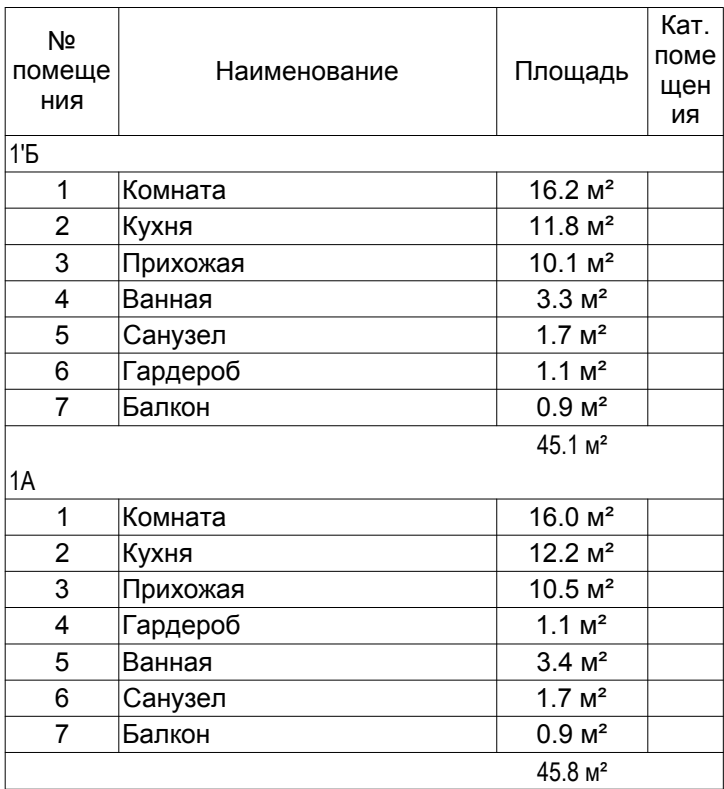 № помеще ния Наименование Площадь Кат. поме щен ия
1'Б
1 Комната 16.2 м²
2 Кухня 11.8 м²
3 Прихожая 10.1 м²
4 Ванная 3.3 м²
5 Санузел 1.7 м²
6 Гардероб 1.1 м²
7 Балкон 0.9 м²
45.1 м²
1А
1 Комната 16.0 м²
2 Кухня 12.2 м²
3 Прихожая 10.5 м²
4 Гардероб 1.1 м²
5 Ванная 3.4 м²
6 Санузел 1.7 м²
7 Балкон 0.9 м²
45.8 м²